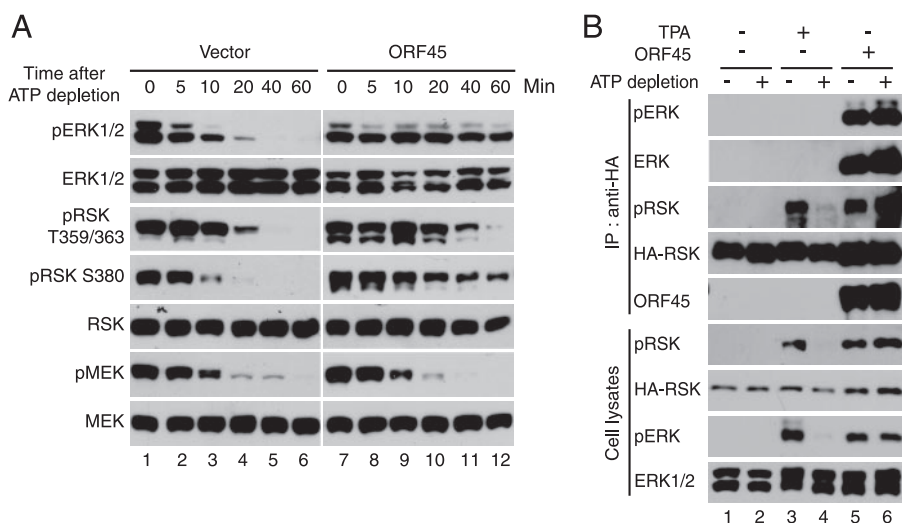 A
Vector ORF45
Time after
ATP depletion
0 5 10 20 40 60 0 5 10 20 40 60 Min
pERK1/2
ERK1/2
pRSK
T359/363
pRSK S380
RSK
pMEK
MEK
1 2 3 4 5 6 7 8 9 10 11 12
B
TPA - + -
ORF45 - - +
ATP depletion - + - + - +
IP : anti-HA
pERK
ERK
pRSK
HA-RSK
ORF45
Cell lysates
pRSK
HA-RSK
pERK
ERK1/2
1 2 3 4 5 6